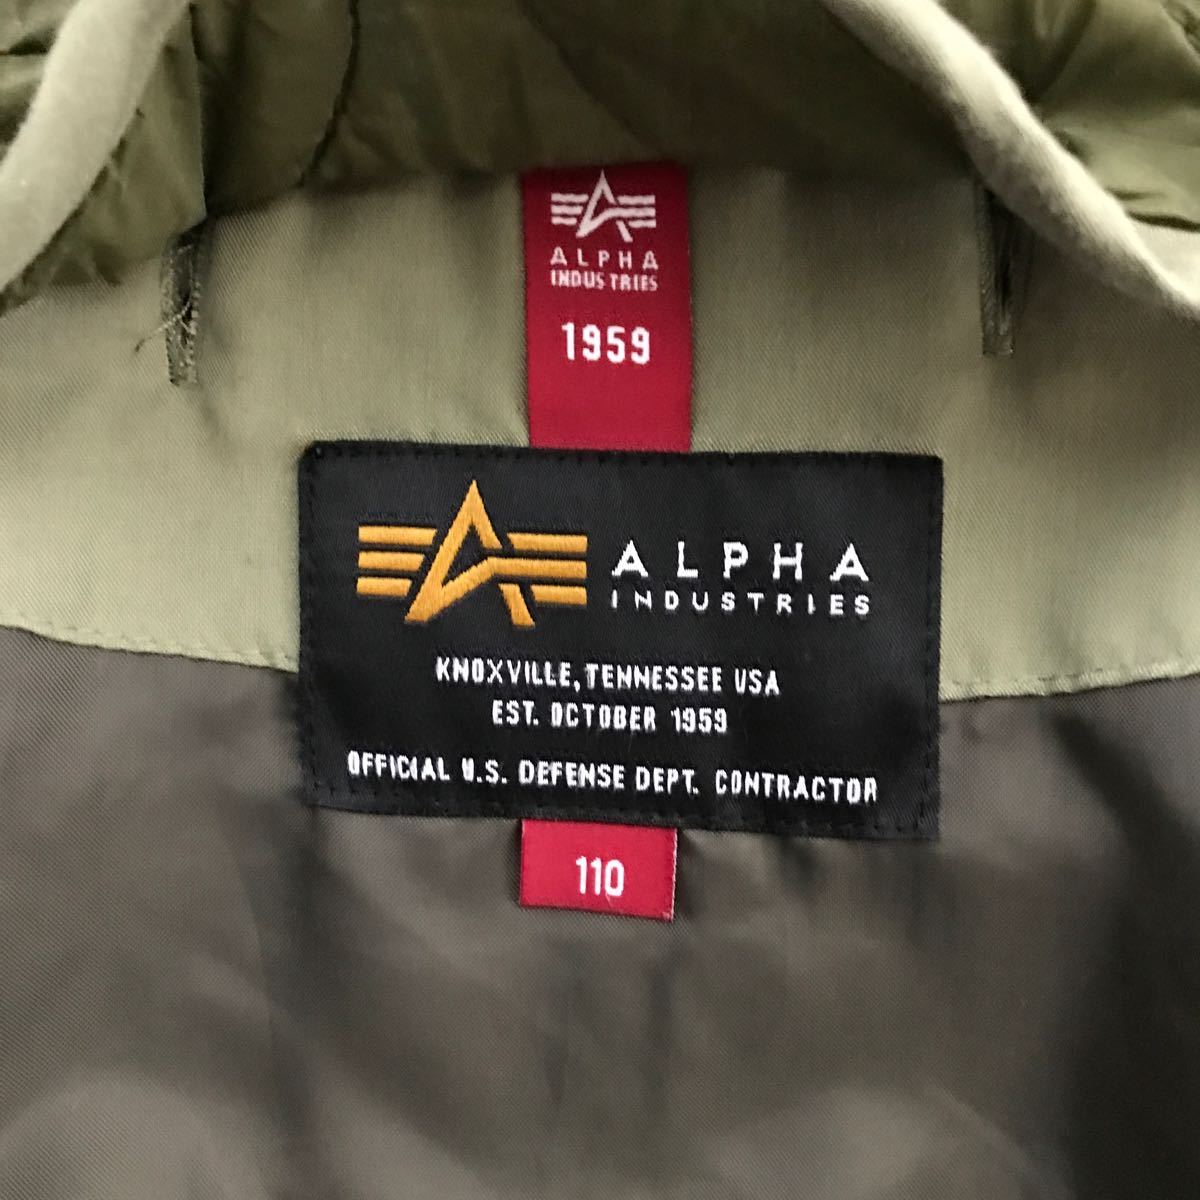 ALPHA
INDUSTRIES
1959
ALPHA
INDUSTRIES
KNOXVILLE, TENNESSEE USA
EST. OCTOBER 1959
OFFICIAL U.S. DEFENSE DEPT. CONTRACTOR
110